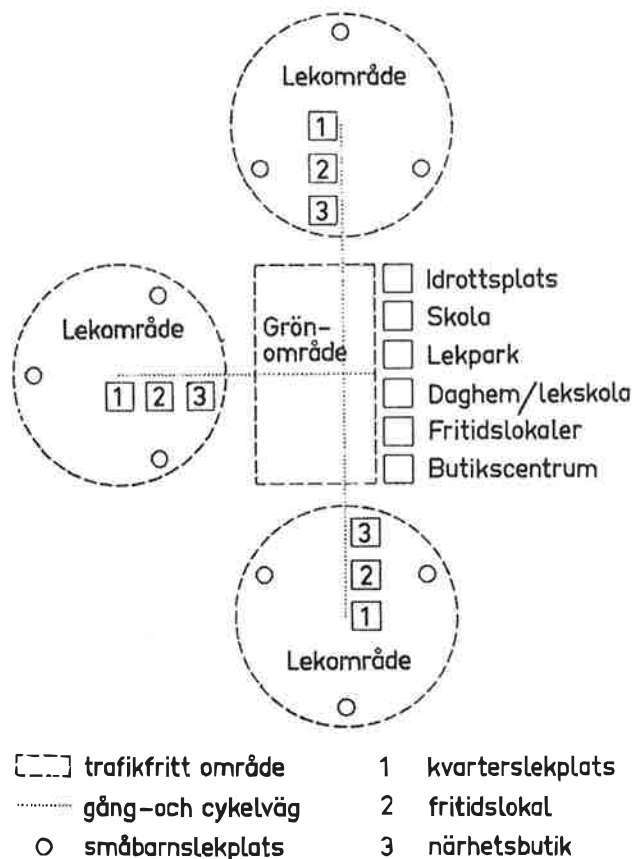 Lekområde
1
2
3
Lekområde
1 2 3
Grön-
område
Idrottsplats
Skola
Lekpark
Daghem/lekskola
Fritidslokaler
Butikscentrum
3
2
1
Lekområde
trafikfritt område
gång-och cykelväg
småbarnslekplats
1 kvarterslekplats
2 fritidslokal
3 närhetsbutik